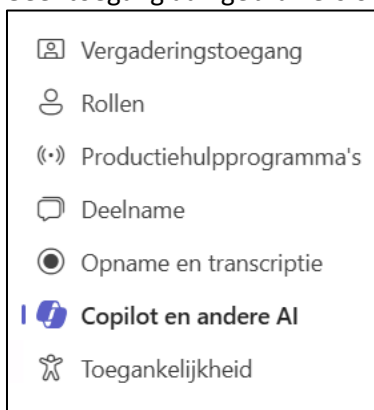 Vergaderingstoegang
Rollen
Productiehulpprogramma's
Deelname
Opname en transcriptie
Copilot en andere AI
Toegankelijkheid